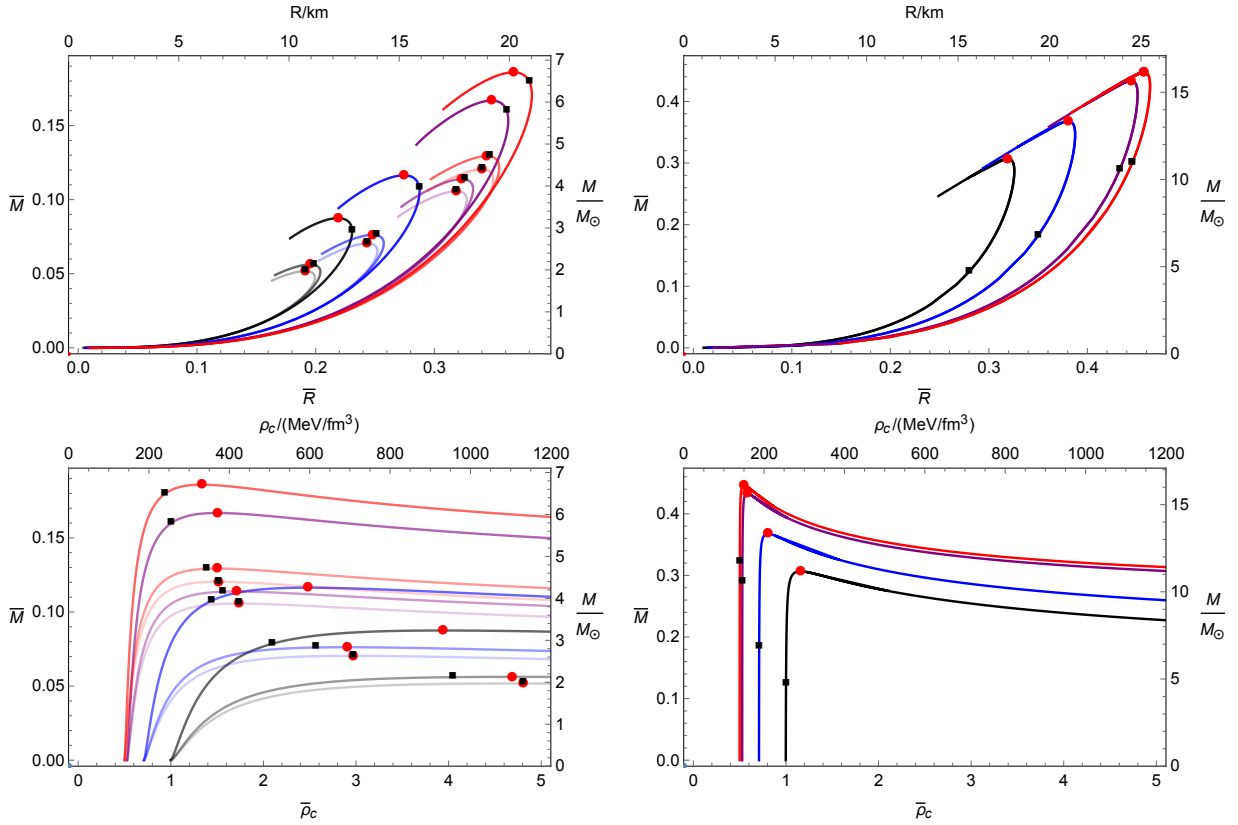 R/km
0 5 10 15 20
0.15
0.10
0.05
0.00
M̅
7
6
5
4
3
2
1
0
M
M⊙
0.0 0.1 0.2 0.3
R̅
R/km
0 5 10 15 20 25
0.4
0.3
0.2
0.1
0.0
M̅
15
10
5
0
M
M⊙
0.0 0.1 0.2 0.3 0.4
R̅
ρc/(MeV/fm³)
0 200 400 600 800 1000 1200
0.15
0.10
0.05
0.00
M̅
7
6
5
4
3
2
1
0
M
M⊙
0 1 2 3 4 5
ρ̅c
ρc/(MeV/fm³)
0 200 400 600 800 1000 1200
0.4
0.3
0.2
0.1
0.0
M̅
15
10
5
0
M
M⊙
0 1 2 3 4 5
ρ̅c